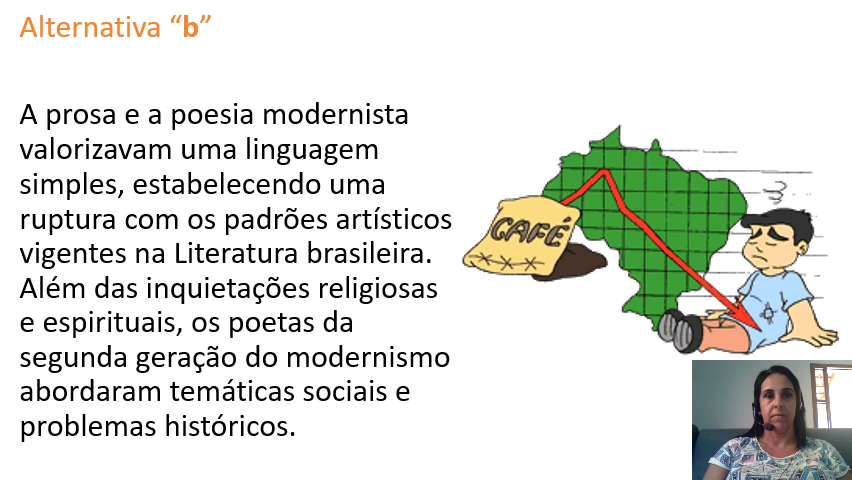 Alternativa “b”
A prosa e a poesia modernista
valorizavam uma linguagem
simples, estabelecendo uma
ruptura com os padrões artísticos
vigentes na Literatura brasileira.
Além das inquietações religiosas
e espirituais, os poetas da
segunda geração do modernismo
abordaram temáticas sociais e
problemas históricos.
CAFÉ